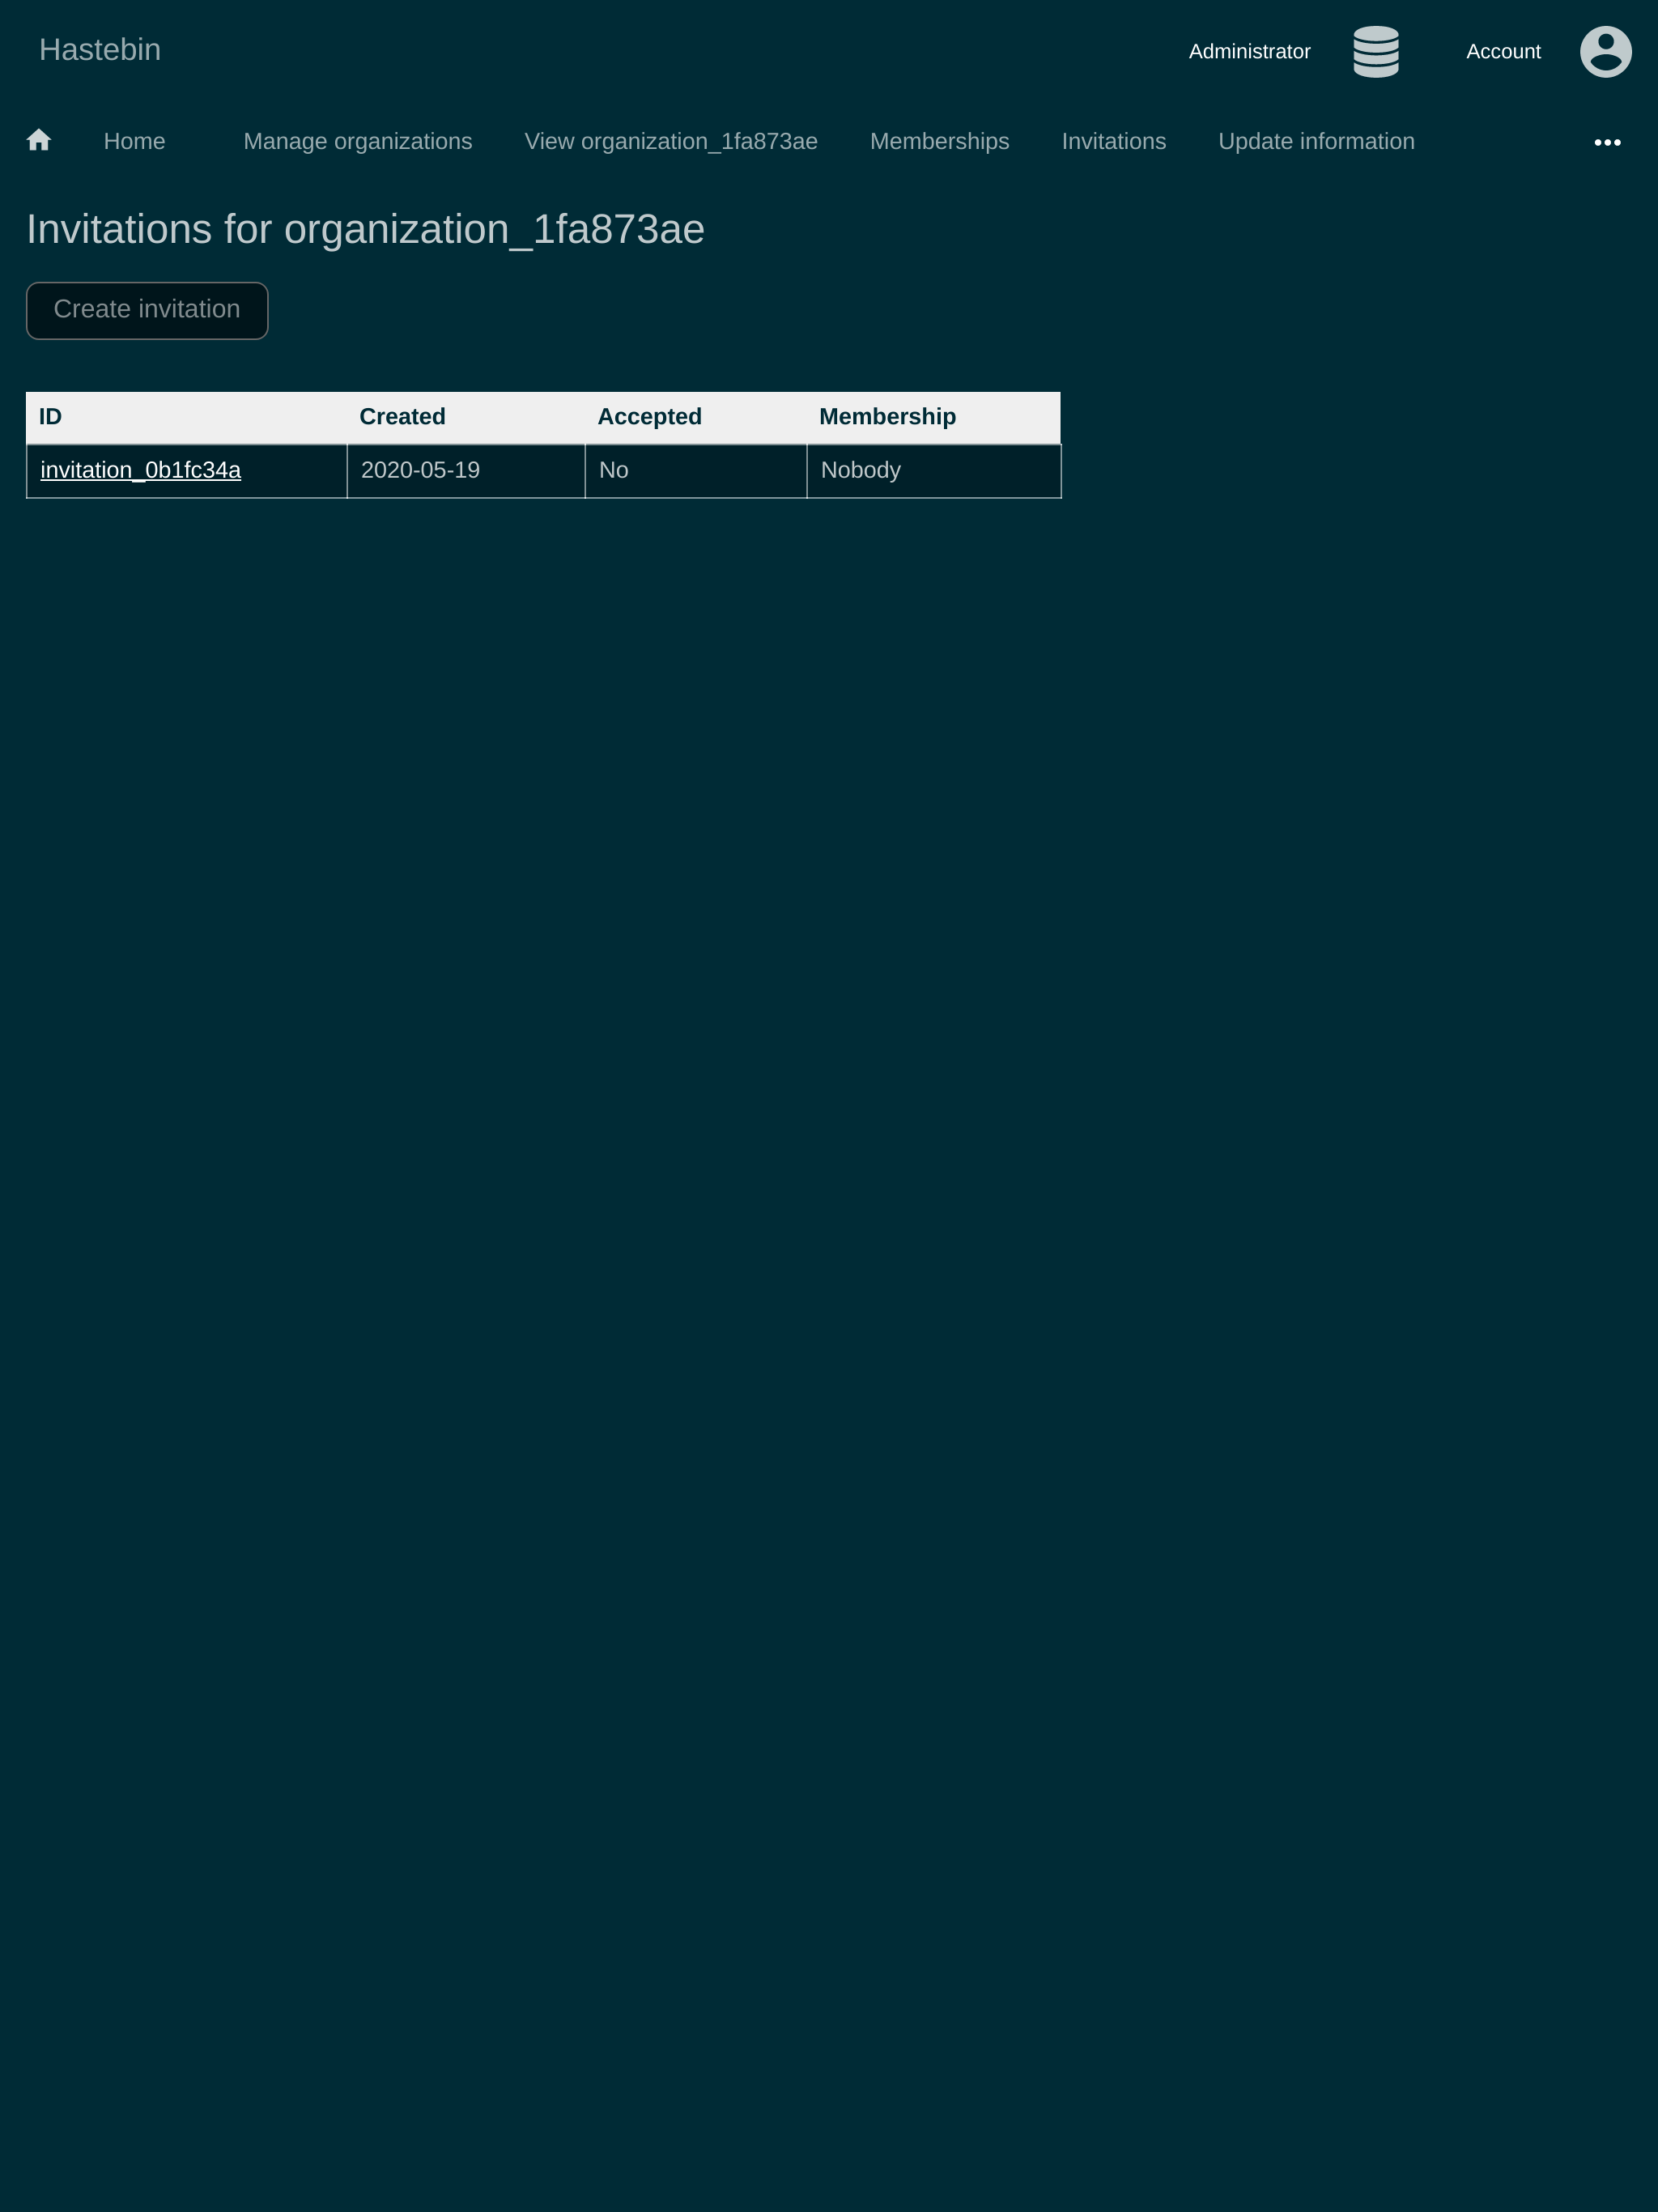 Hastebin Administrator Account
Home Manage organizations View organization_1fa873ae Memberships Invitations Update information
Invitations for organization_1fa873ae
Create invitation
ID Created Accepted Membership
invitation_0b1fc34a 2020-05-19 No Nobody